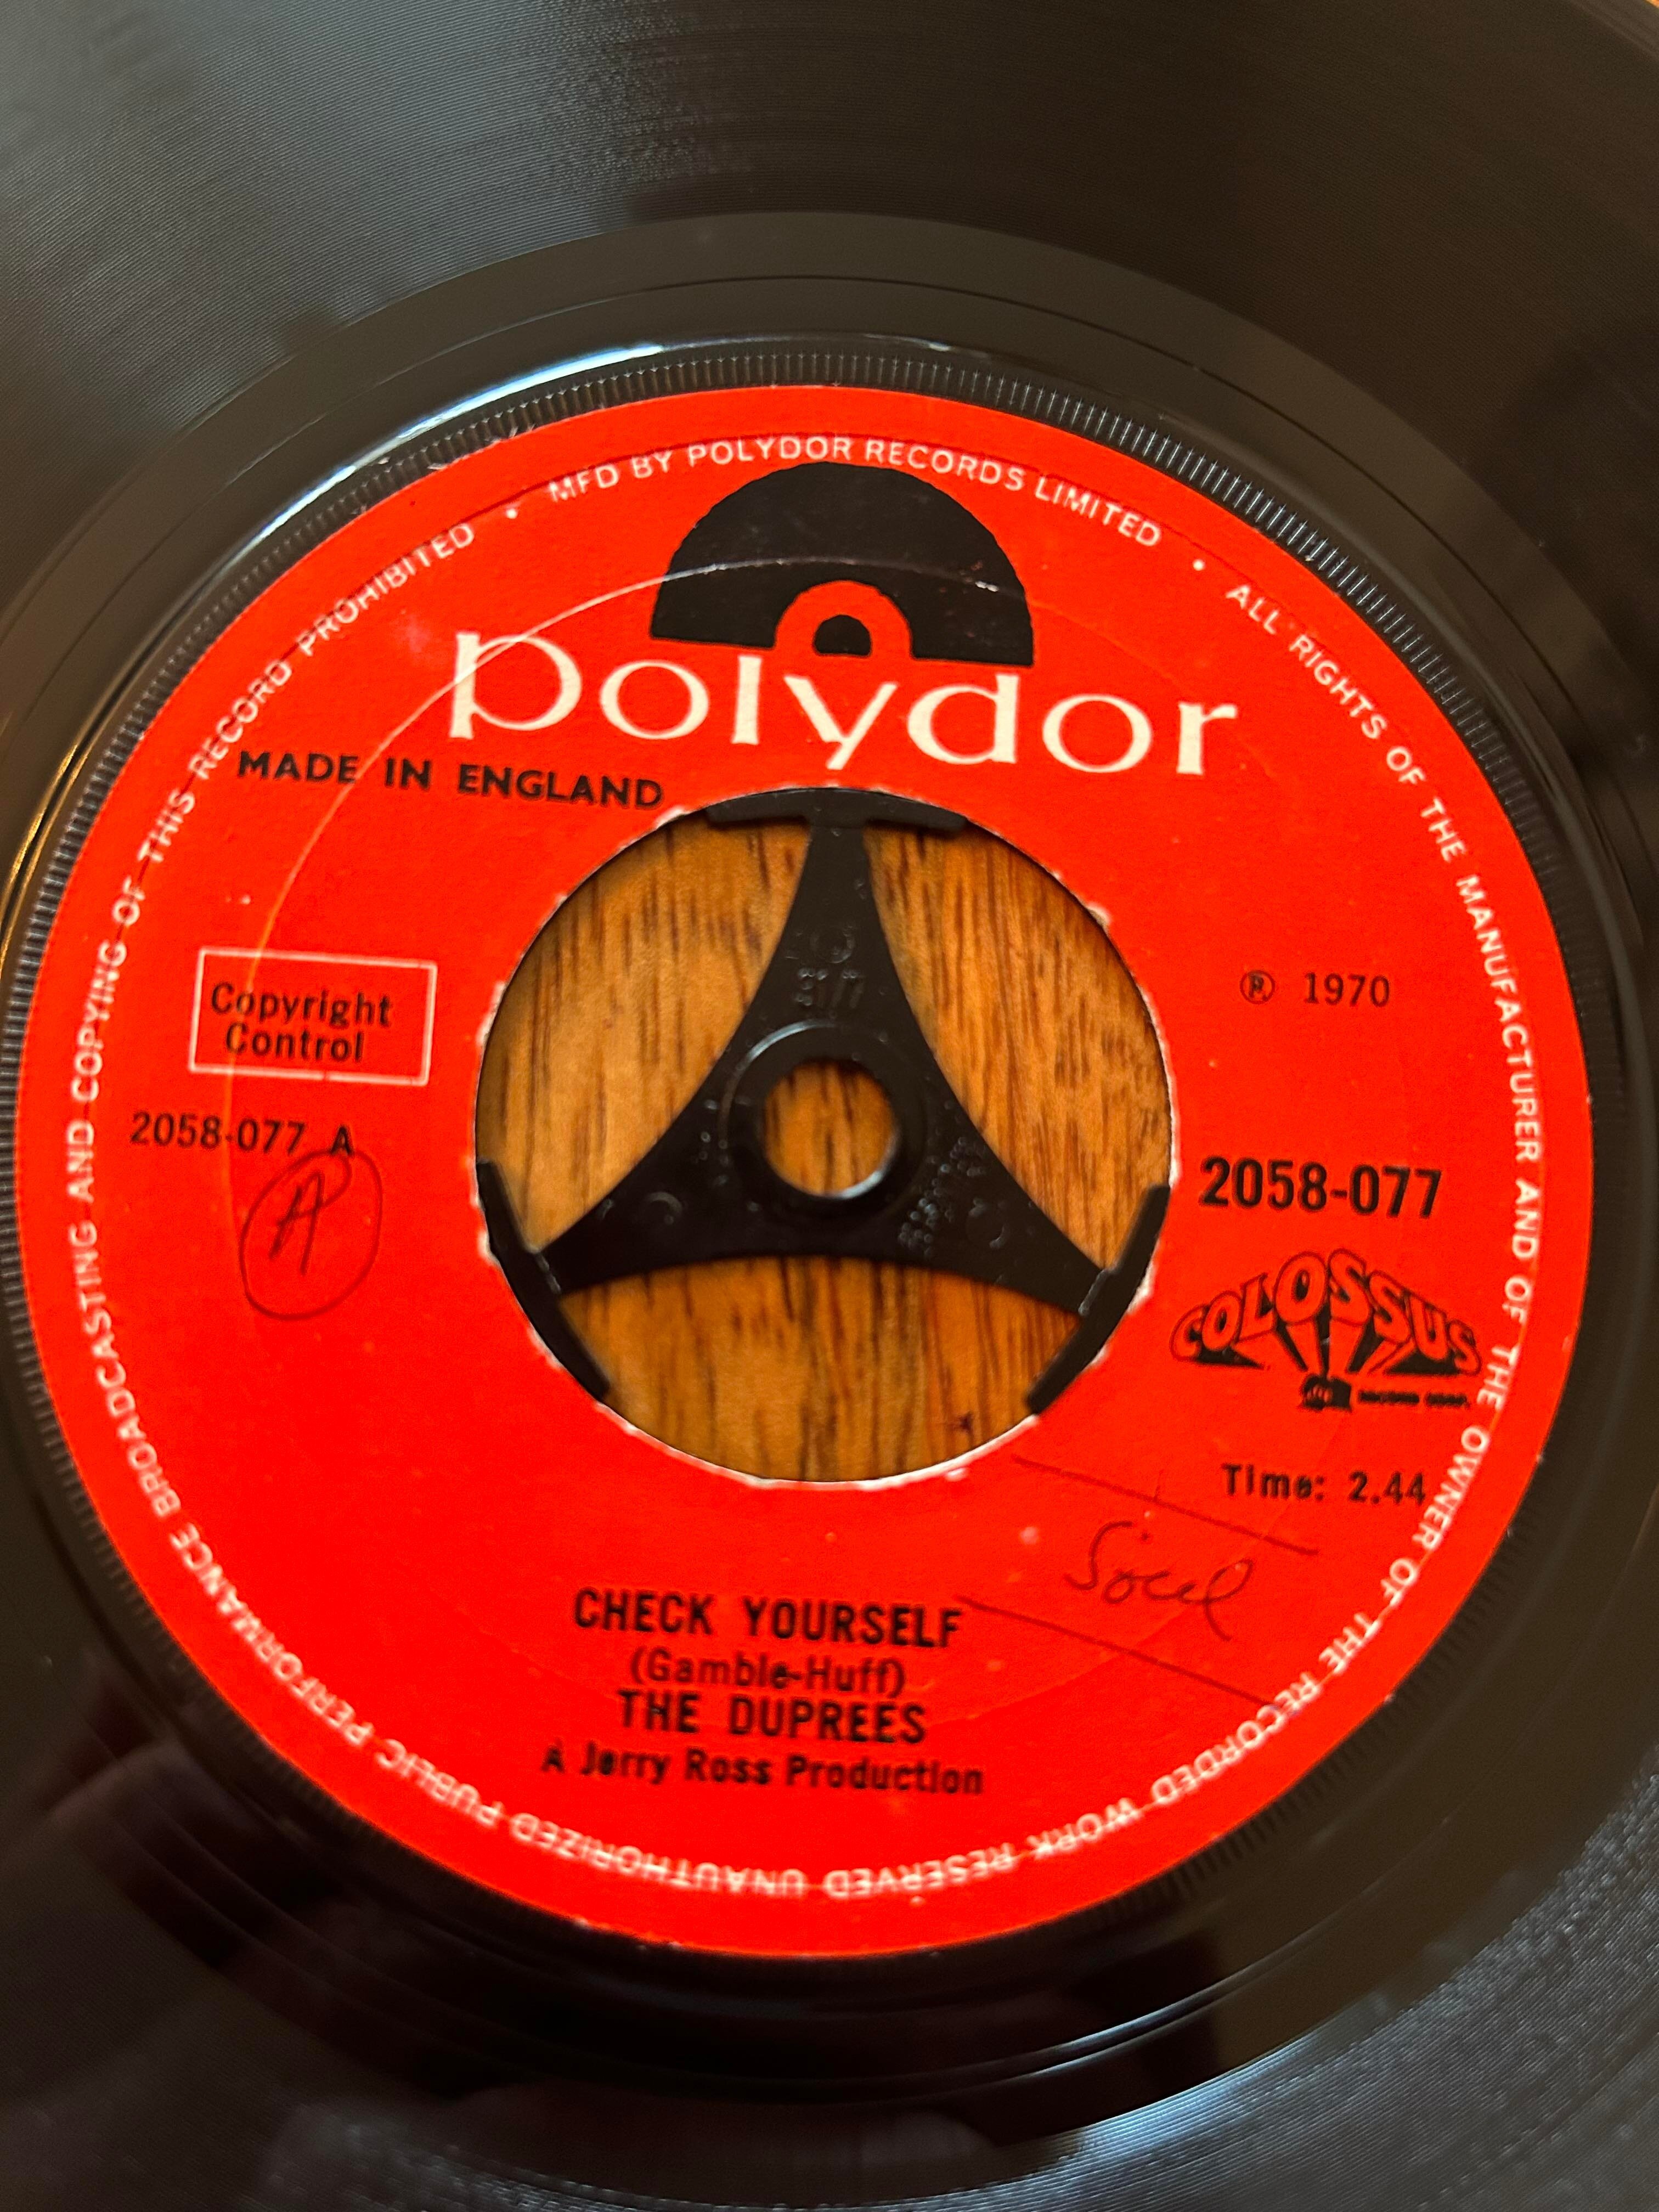 MFD BY POLYDOR RECORDS LIMITED • ALL RIGHTS OF THE MANUFACTURER AND OF THE OWNER OF THE RECORDED WORK RESERVED UNAUTHORIZED PUBLIC PERFORMANCE BROADCASTING AND COPYING OF THIS RECORD PROHIBITED •
polydor
MADE IN ENGLAND
Copyright
Control
℗ 1970
2058-077 A
A
2058-077
COLOSSUS
Time: 2.44
Soul
CHECK YOURSELF
(Gamble-Huff)
THE DUPREES
A Jerry Ross Production